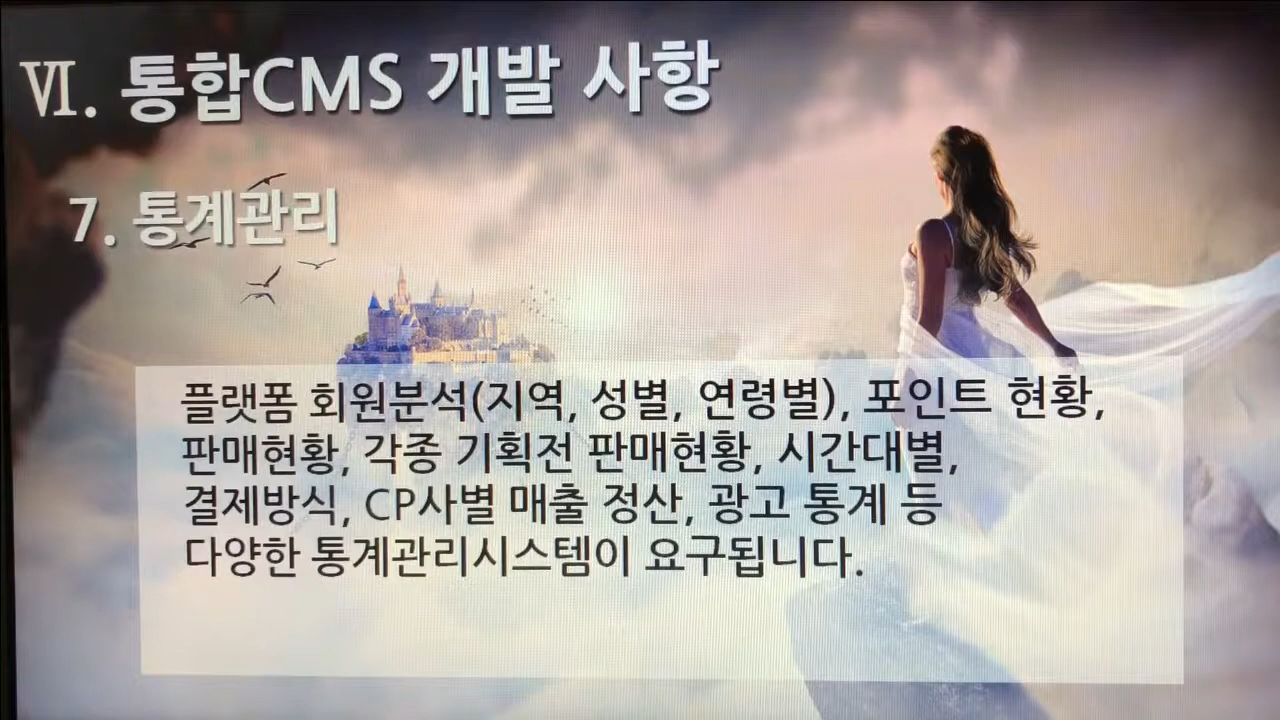 Ⅵ. 통합CMS 개발 사항
7. 통계관리
플랫폼 회원분석(지역, 성별, 연령별), 포인트 현황,
판매현황, 각종 기획전 판매현황, 시간대별,
결제방식, CP사별 매출 정산, 광고 통계 등
다양한 통계관리시스템이 요구됩니다.